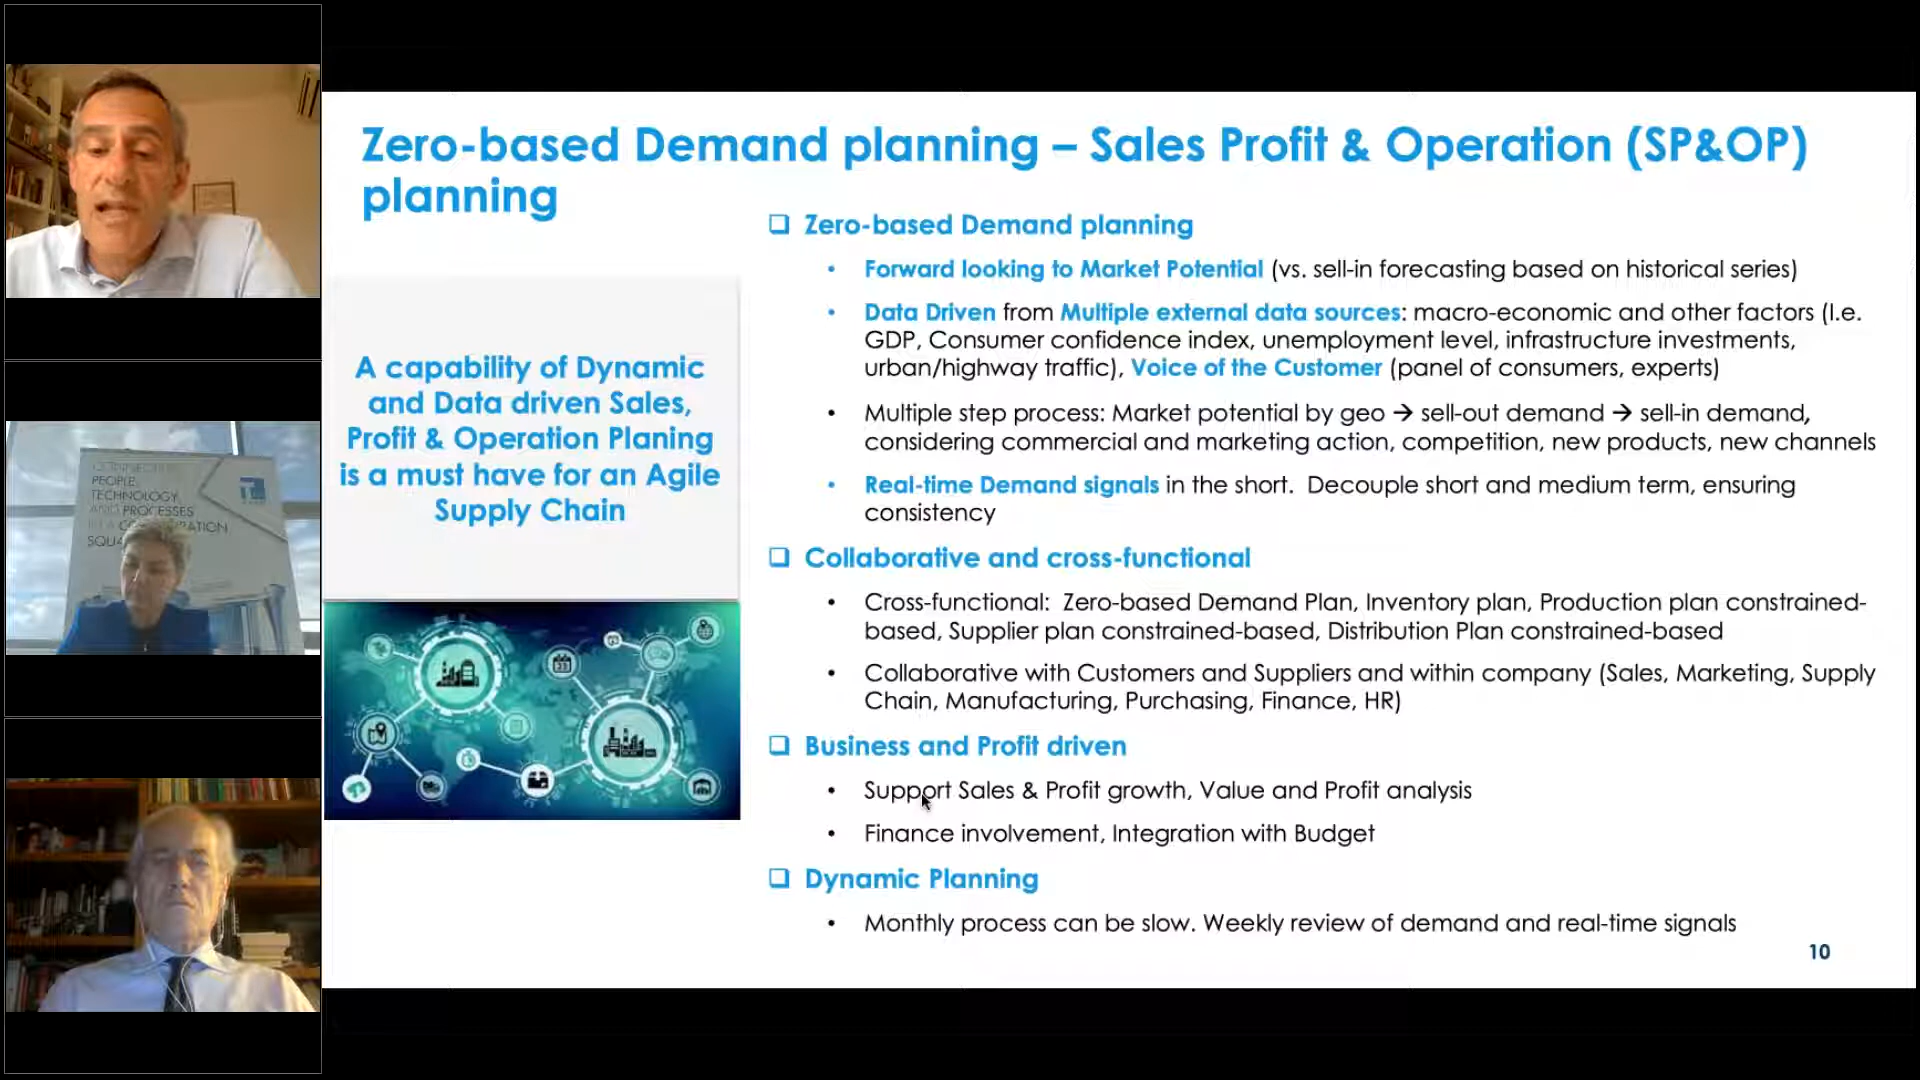 Zero-based Demand planning – Sales Profit & Operation (SP&OP)
planning
A capability of Dynamic
and Data driven Sales,
Profit & Operation Planing
is a must have for an Agile
Supply Chain
❑ Zero-based Demand planning
• Forward looking to Market Potential (vs. sell-in forecasting based on historical series)
• Data Driven from Multiple external data sources: macro-economic and other factors (I.e.
GDP, Consumer confidence index, unemployment level, infrastructure investments,
urban/highway traffic), Voice of the Customer (panel of consumers, experts)
• Multiple step process: Market potential by geo → sell-out demand → sell-in demand,
considering commercial and marketing action, competition, new products, new channels
• Real-time Demand signals in the short. Decouple short and medium term, ensuring
consistency
❑ Collaborative and cross-functional
• Cross-functional: Zero-based Demand Plan, Inventory plan, Production plan constrained-
based, Supplier plan constrained-based, Distribution Plan constrained-based
• Collaborative with Customers and Suppliers and within company (Sales, Marketing, Supply
Chain, Manufacturing, Purchasing, Finance, HR)
❑ Business and Profit driven
• Support Sales & Profit growth, Value and Profit analysis
• Finance involvement, Integration with Budget
❑ Dynamic Planning
• Monthly process can be slow. Weekly review of demand and real-time signals
10
PEOPLE,
TECHNOLOGY
AND PROCESSES